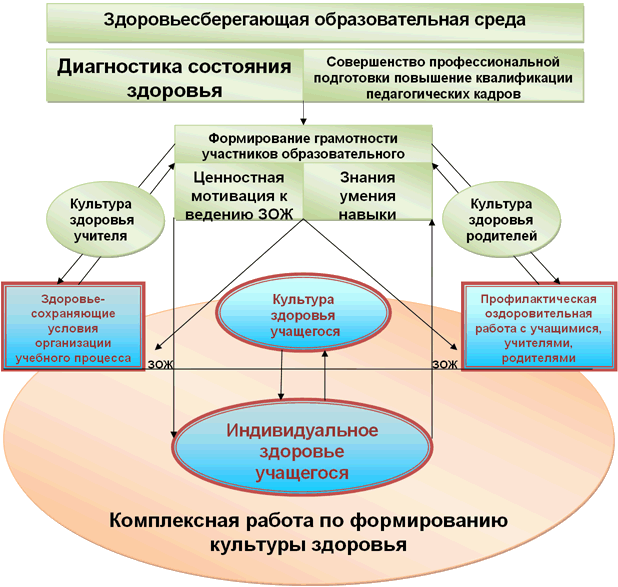 Здоровьесберегающая образовательная среда
Диагностика состояния
здоровья
Совершенство профессиональной
подготовки повышение квалификации
педагогических кадров
Формирование грамотности
участников образовательного
Ценностная
мотивация к
ведению ЗОЖ
Знания
умения
навыки
Культура
здоровья
учителя
Культура
здоровья
родителей
Здоровье-
сохраняющие
условия
организации
учебного процесса
Культура
здоровья
учащегося
Профилактическая
оздоровительная
работа с учащимися,
учителями,
родителями
ЗОЖ
ЗОЖ
Индивидуальное
здоровье
учащегося
Комплексная работа по формированию
культуры здоровья